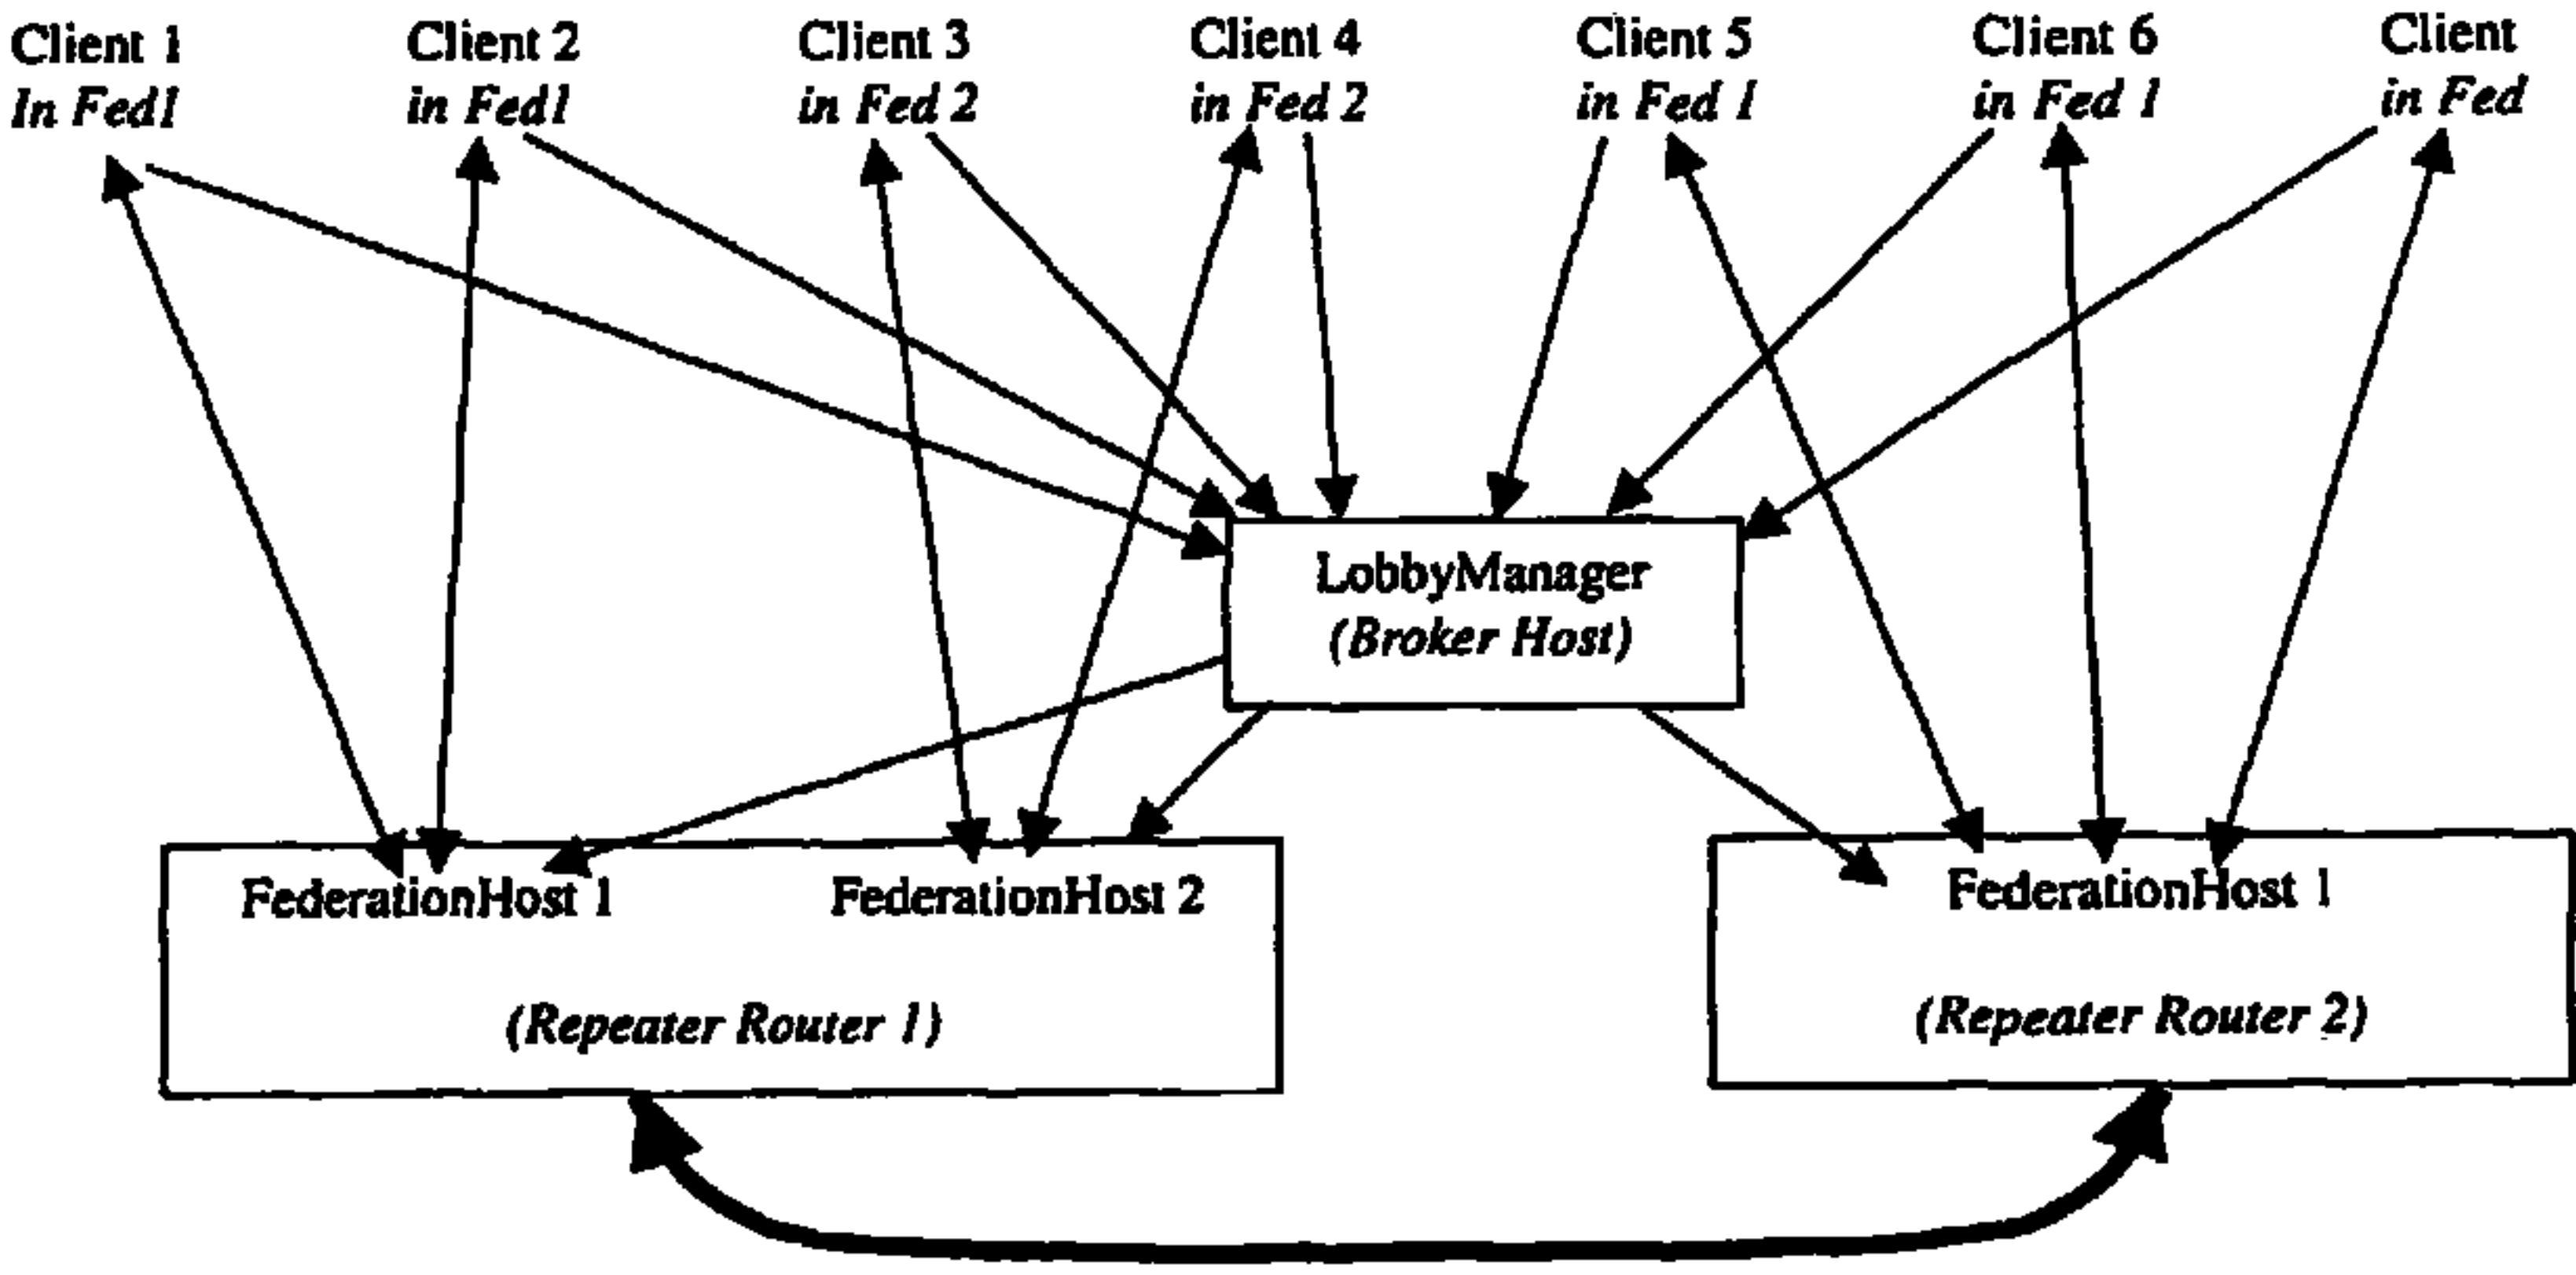 Client 1
In Fed1
Client 2
in Fed1
Client 3
in Fed 2
Client 4
in Fed 2
Client 5
in Fed 1
Client 6
in Fed 1
Client
in Fed
LobbyManager
(Broker Host)
FederationHost 1
FederationHost 2
(Repeater Router 1)
FederationHost 1
(Repeater Router 2)